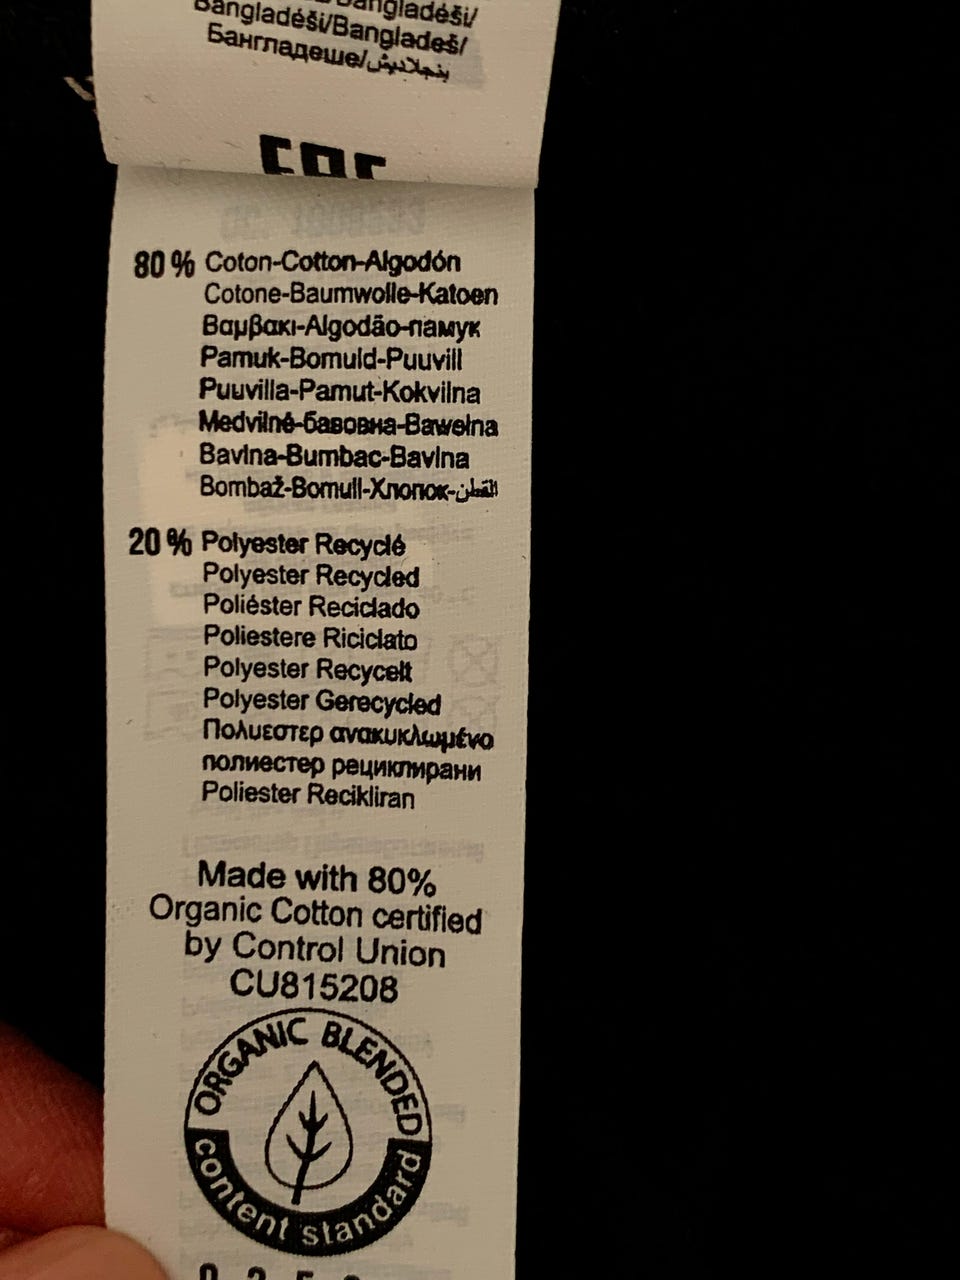 Bangladéši/Bangladeš/
Бангладеше/بنجلاديش
EAC
80 % Coton-Cotton-Algodón
Cotone-Baumwolle-Katoen
Βαμβακι-Algodão-памук
Pamuk-Bomuld-Puuvill
Puuvilla-Pamut-Kokvilna
Medvilné-бавовна-Bawełna
Bavlna-Bumbac-Bavlna
Bombaž-Bomull-Хлопок-القطن
20 % Polyester Recyclé
Polyester Recycled
Poliéster Reciclado
Poliestere Riciclato
Polyester Recycelt
Polyester Gerecycled
Πολυεστερ ανακυκλωμένο
полиестер рециклирани
Poliester Recikliran
Made with 80%
Organic Cotton certified
by Control Union
CU815208
ORGANIC BLENDED
content standard